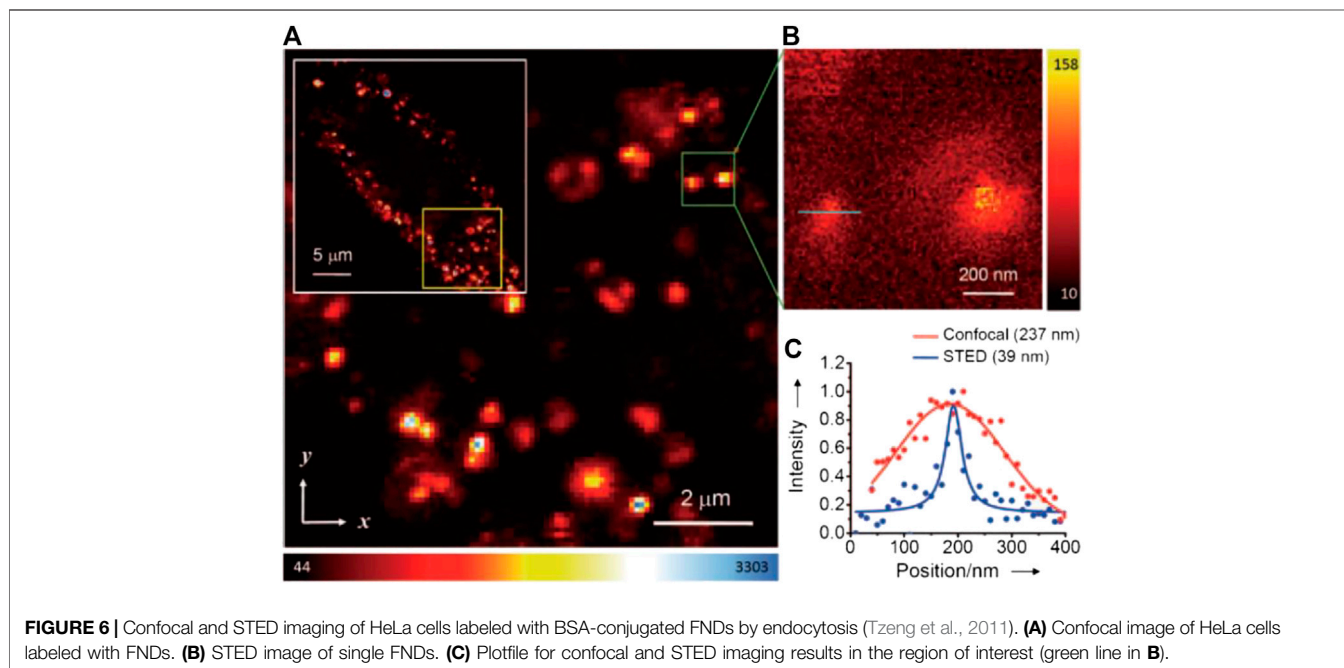 A
5 μm
y
x
2 μm
44
3303
B
158
10
200 nm
C
Confocal (237 nm)
STED (39 nm)
1.2
1.0
0.8
0.6
0.4
0.2
0.0
Intensity
0
100
200
300
400
Position/nm
FIGURE 6 | Confocal and STED imaging of HeLa cells labeled with BSA-conjugated FNDs by endocytosis (Tzeng et al., 2011). (A) Confocal image of HeLa cells
labeled with FNDs. (B) STED image of single FNDs. (C) Plotfile for confocal and STED imaging results in the region of interest (green line in B).